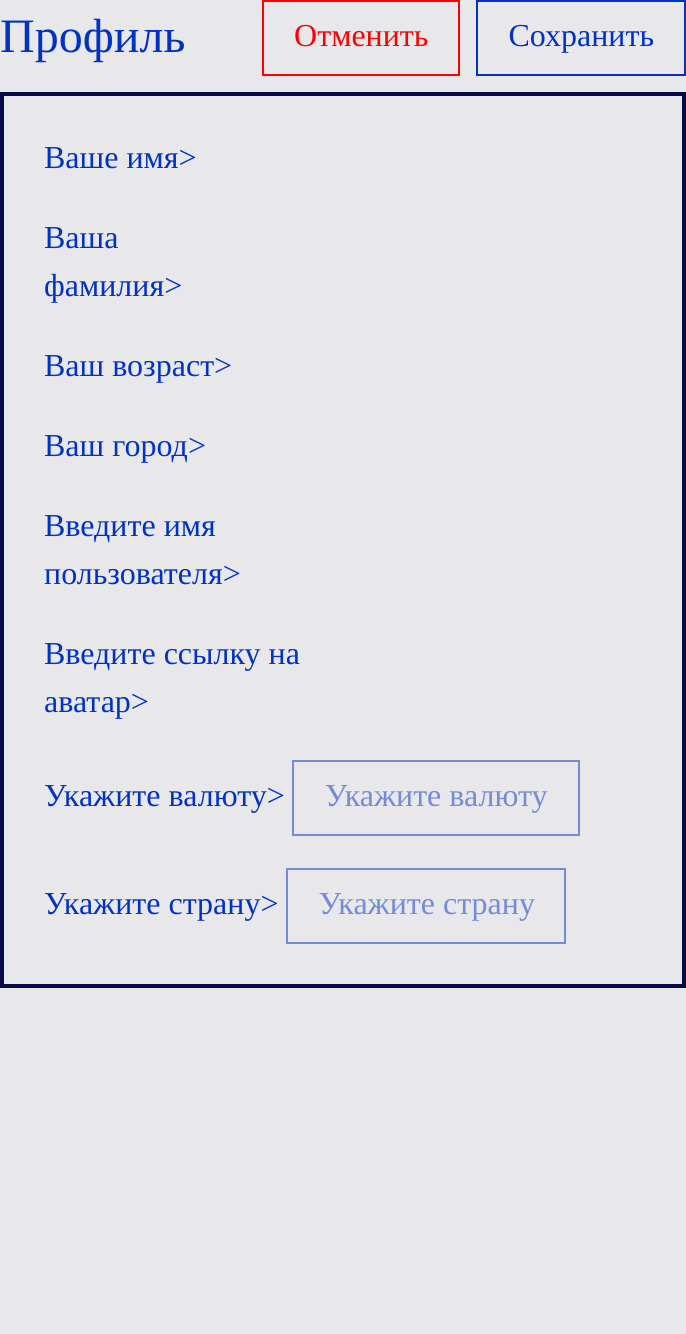 Профиль
Отменить
Сохранить
Ваше имя>
Ваша
фамилия>
Ваш возраст>
Ваш город>
Введите имя
пользователя>
Введите ссылку на
аватар>
Укажите валюту>
Укажите валюту
Укажите страну>
Укажите страну